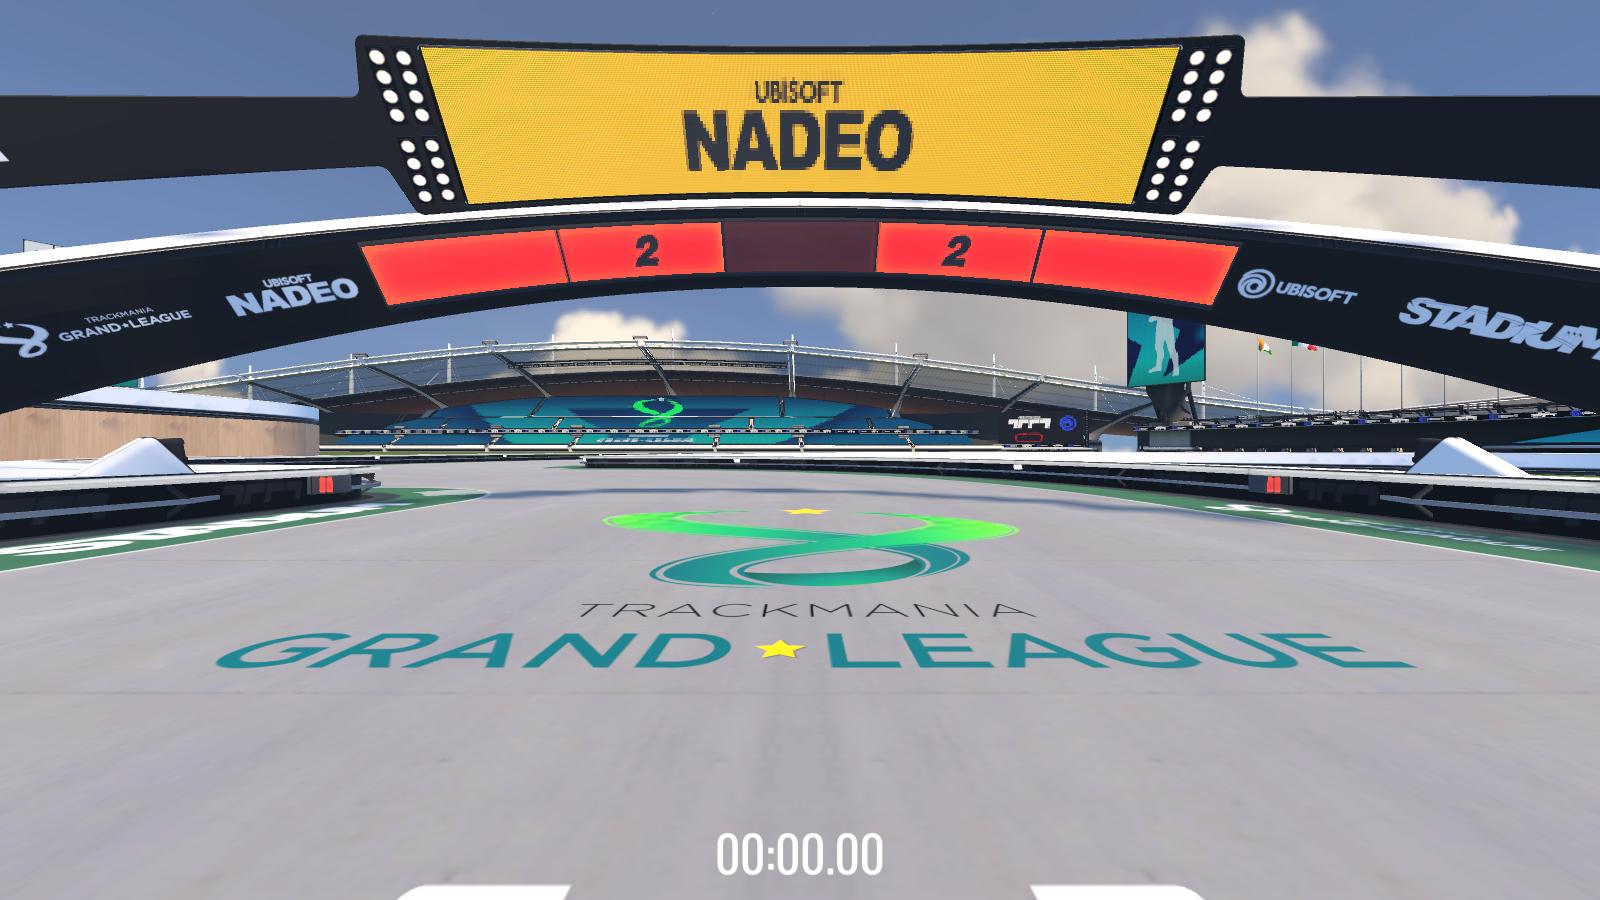 UBISOFT
NADEO
2 2
UBISOFT
NADEO
TRACKMANIA
GRAND★LEAGUE
UBISOFT
STADIUM
TRACKMANIA
GRAND★LEAGUE
00:00.00